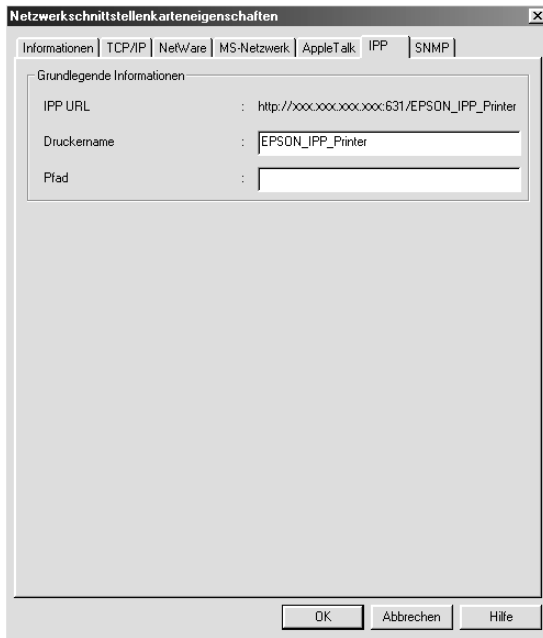 Netzwerkschnittstellenkarteneigenschaften
Informationen TCP/IP NetWare MS-Netzwerk AppleTalk IPP SNMP
Grundlegende Informationen
IPP URL : http://xxx.xxx.xxx.xxx:631/EPSON_IPP_Printer
Druckername : EPSON_IPP_Printer
Pfad :
OK Abbrechen Hilfe